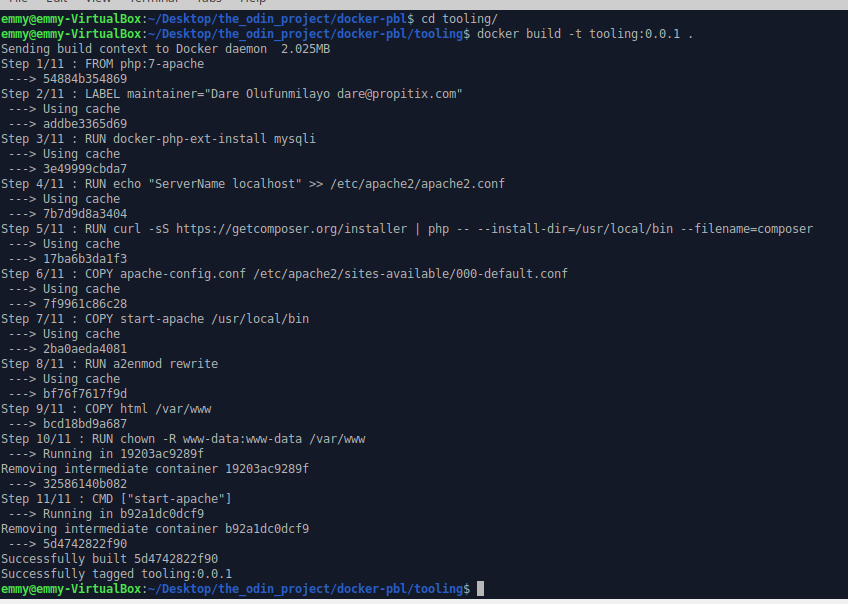 File Edit View Terminal Tabs Help
emmy@emmy-VirtualBox:~/Desktop/the_odin_project/docker-pbl$ cd tooling/
emmy@emmy-VirtualBox:~/Desktop/the_odin_project/docker-pbl/tooling$ docker build -t tooling:0.0.1 .
Sending build context to Docker daemon  2.025MB
Step 1/11 : FROM php:7-apache
 ---> 54884b354869
Step 2/11 : LABEL maintainer="Dare Olufunmilayo dare@propitix.com"
 ---> Using cache
 ---> addbe3365d69
Step 3/11 : RUN docker-php-ext-install mysqli
 ---> Using cache
 ---> 3e49999cbda7
Step 4/11 : RUN echo "ServerName localhost" >> /etc/apache2/apache2.conf
 ---> Using cache
 ---> 7b7d9d8a3404
Step 5/11 : RUN curl -sS https://getcomposer.org/installer | php -- --install-dir=/usr/local/bin --filename=composer
 ---> Using cache
 ---> 17ba6b3da1f3
Step 6/11 : COPY apache-config.conf /etc/apache2/sites-available/000-default.conf
 ---> Using cache
 ---> 7f9961c86c28
Step 7/11 : COPY start-apache /usr/local/bin
 ---> Using cache
 ---> 2ba0aeda4081
Step 8/11 : RUN a2enmod rewrite
 ---> Using cache
 ---> bf76f7617f9d
Step 9/11 : COPY html /var/www
 ---> bcd18bd9a687
Step 10/11 : RUN chown -R www-data:www-data /var/www
 ---> Running in 19203ac9289f
Removing intermediate container 19203ac9289f
 ---> 32586140b082
Step 11/11 : CMD ["start-apache"]
 ---> Running in b92a1dc0dcf9
Removing intermediate container b92a1dc0dcf9
 ---> 5d4742822f90
Successfully built 5d4742822f90
Successfully tagged tooling:0.0.1
emmy@emmy-VirtualBox:~/Desktop/the_odin_project/docker-pbl/tooling$